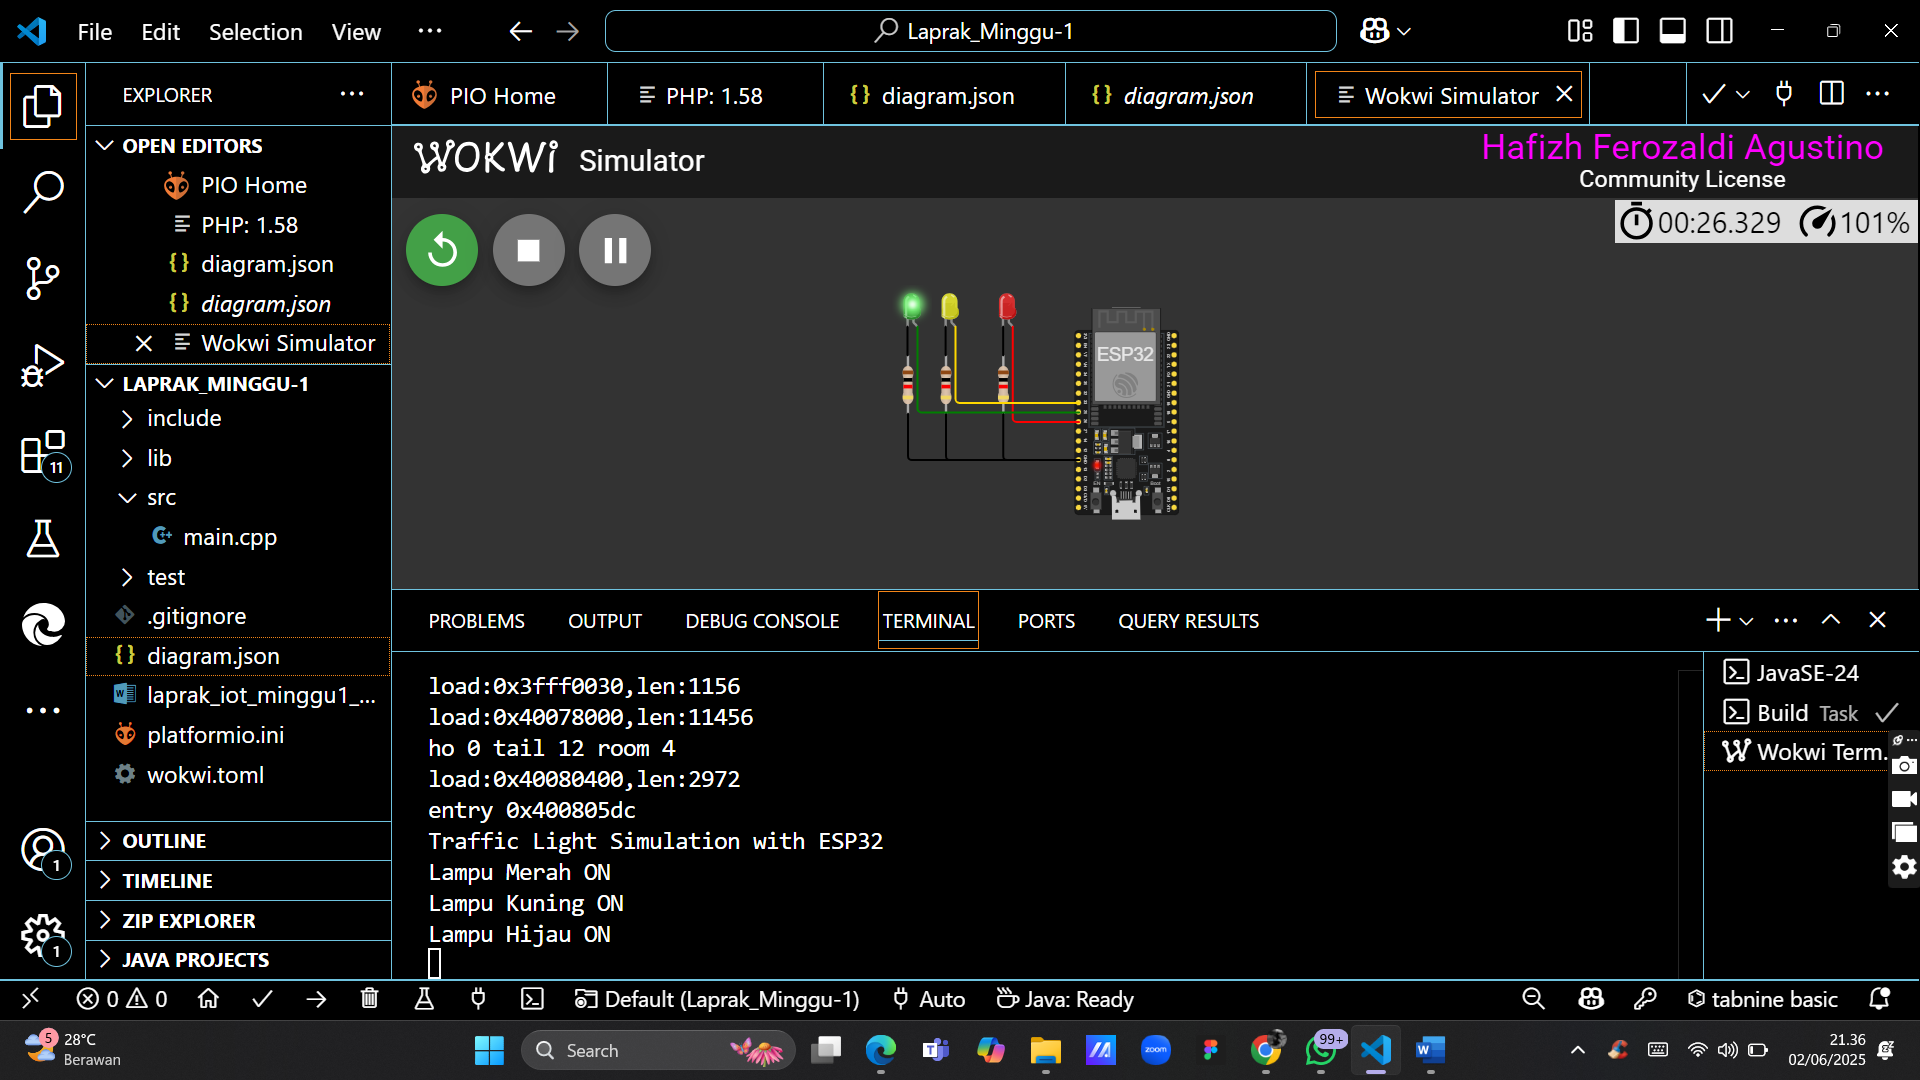 File Edit Selection View ... Laprak_Minggu-1
EXPLORER
PIO Home
PHP: 1.58
diagram.json
diagram.json
Wokwi Simulator
OPEN EDITORS
PIO Home
PHP: 1.58
diagram.json
diagram.json
Wokwi Simulator
LAPRAK_MINGGU-1
include
lib
src
main.cpp
test
.gitignore
diagram.json
laprak_iot_minggu1_...
platformio.ini
wokwi.toml
OUTLINE
TIMELINE
ZIP EXPLORER
JAVA PROJECTS
11
1
1
WOKWi Simulator
Hafizh Ferozaldi Agustino
Community License
00:26.329 101%
ESP32
PROBLEMS OUTPUT DEBUG CONSOLE TERMINAL PORTS QUERY RESULTS
load:0x3fff0030,len:1156
load:0x40078000,len:11456
ho 0 tail 12 room 4
load:0x40080400,len:2972
entry 0x400805dc
Traffic Light Simulation with ESP32
Lampu Merah ON
Lampu Kuning ON
Lampu Hijau ON
JavaSE-24
Build Task
Wokwi Term...
0 0 Default (Laprak_Minggu-1) Auto Java: Ready tabnine basic
5
28°C
Berawan
Search
zoom
99+
21.36
02/06/2025